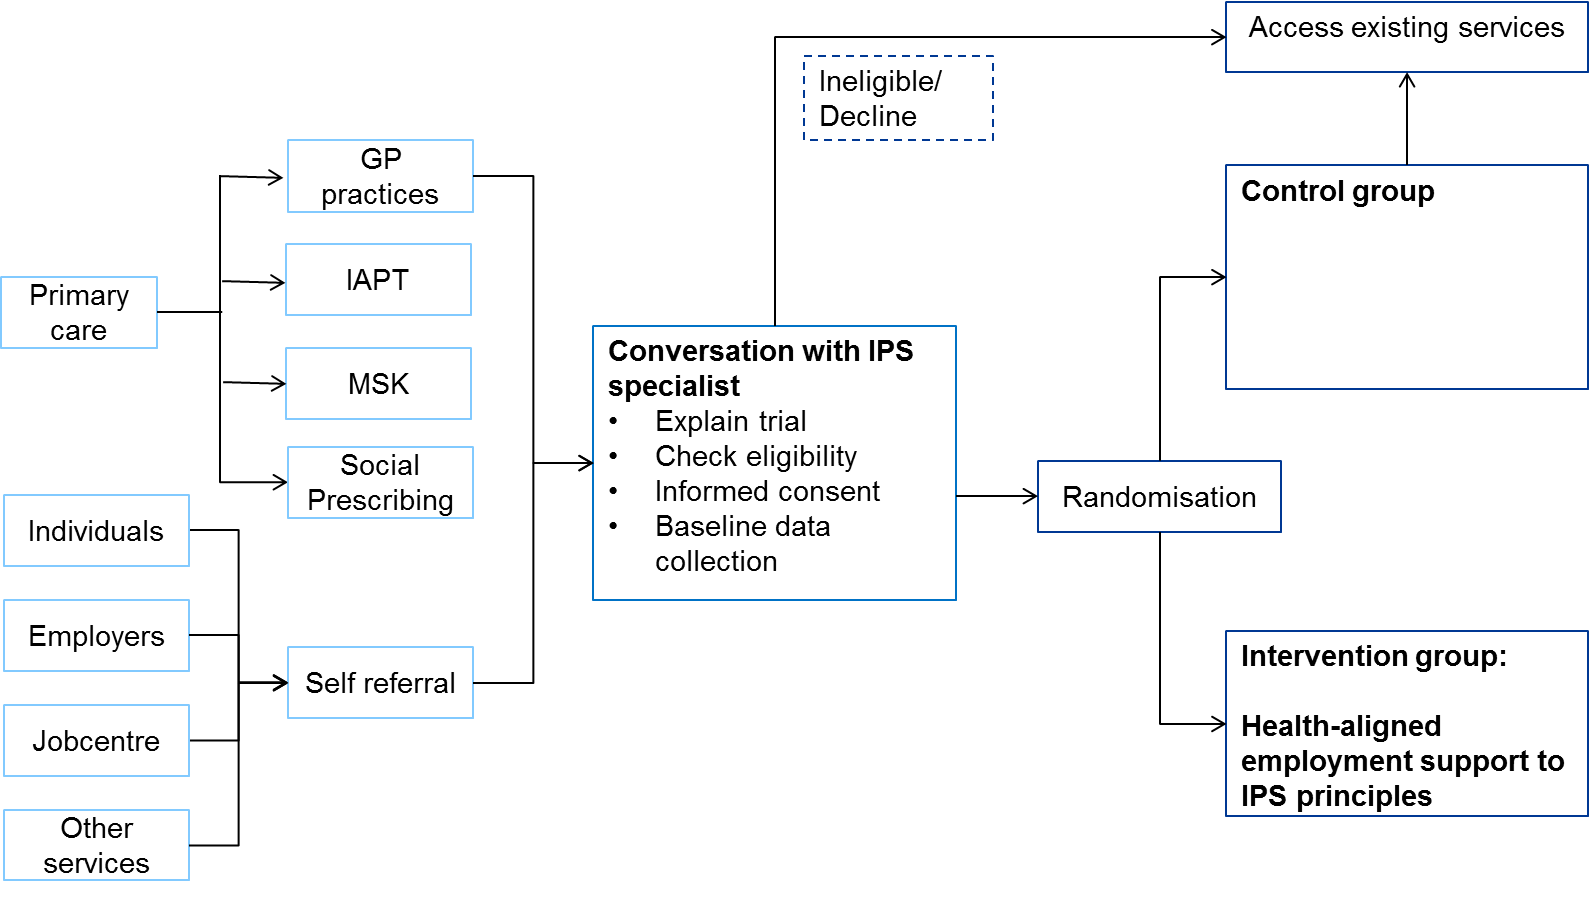 Access existing services
Ineligible/
Decline
GP
practices
Control group
IAPT
Primary
care
Conversation with IPS
specialist
• Explain trial
• Check eligibility
• Informed consent
• Baseline data
collection
MSK
Social
Prescribing
Randomisation
Individuals
Employers
Self referral
Intervention group:
Health-aligned
employment support to
IPS principles
Jobcentre
Other
services